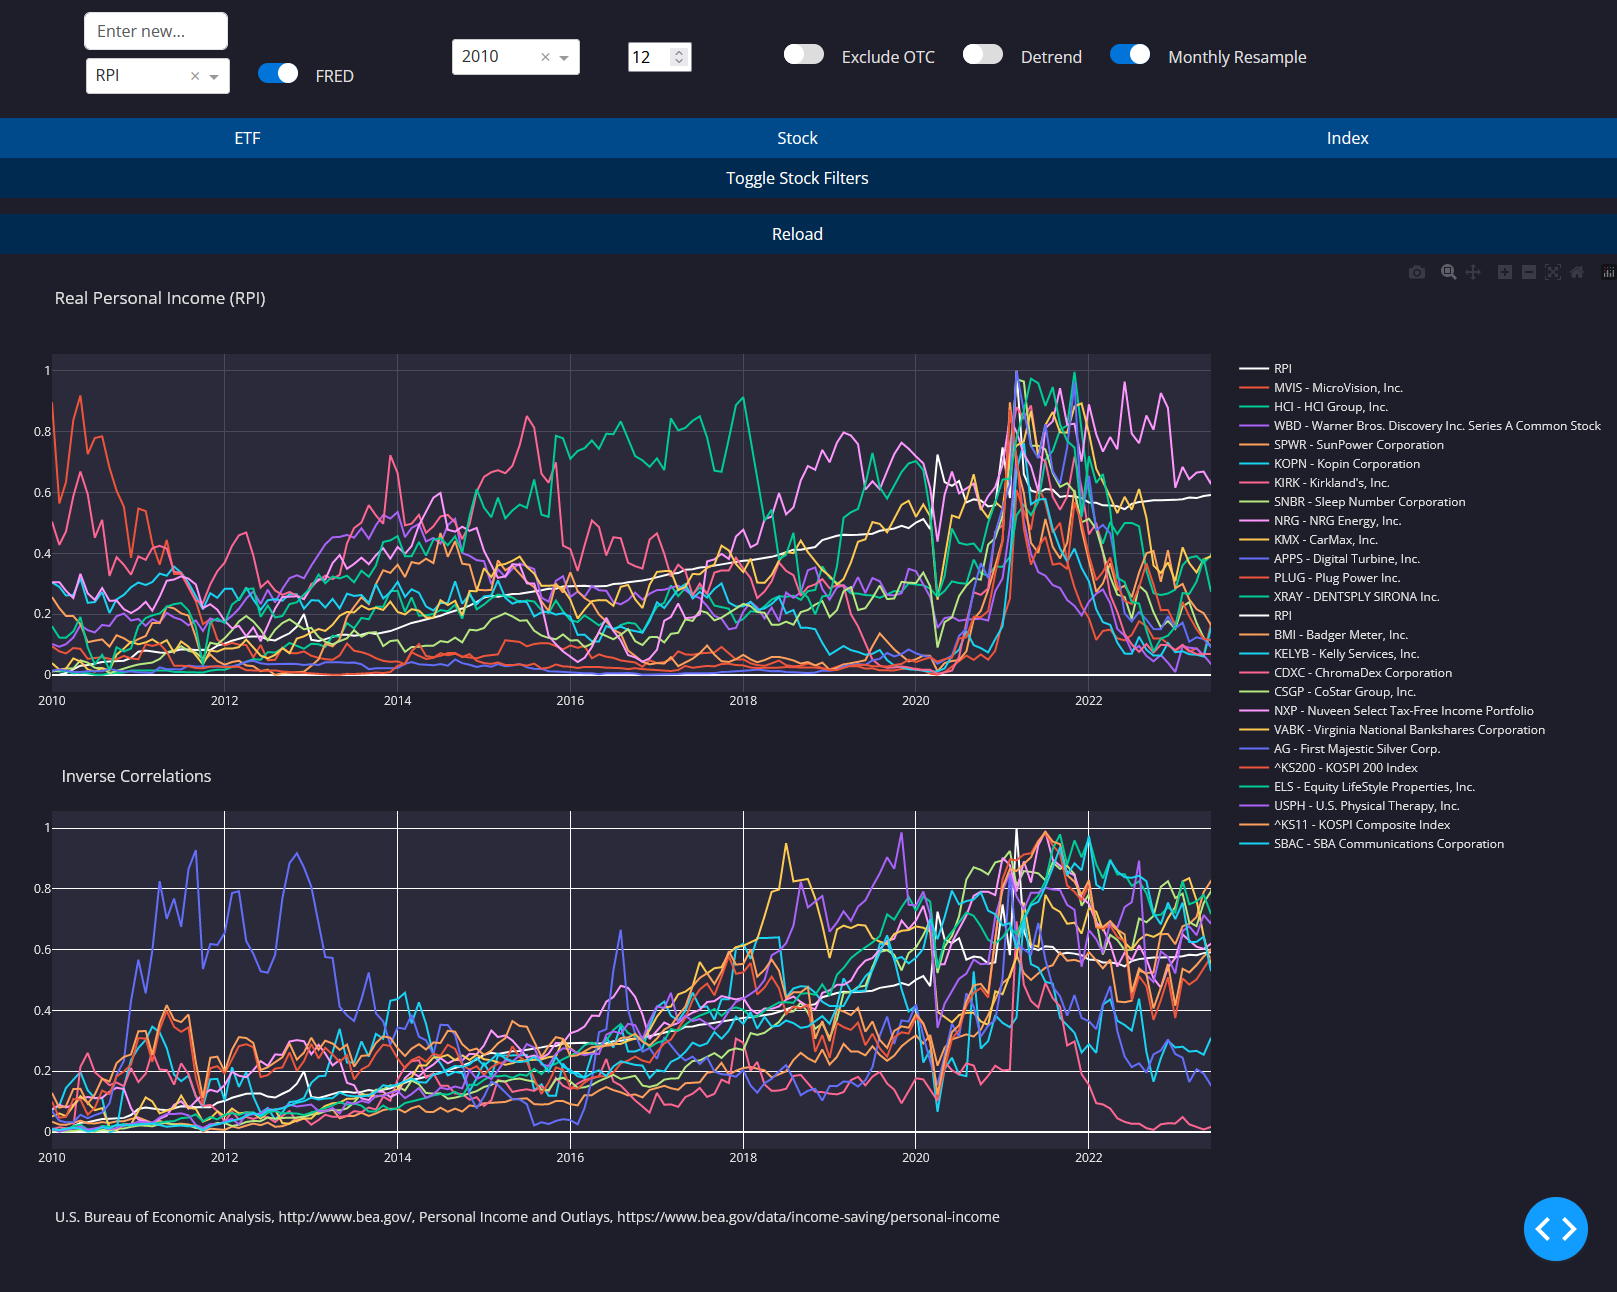 Enter new...
RPI
FRED
2010
12
Exclude OTC
Detrend
Monthly Resample
ETF
Stock
Index
Toggle Stock Filters
Reload
Real Personal Income (RPI)
1
0.8
0.6
0.4
0.2
0
2010
2012
2014
2016
2018
2020
2022
RPI
MVIS - MicroVision, Inc.
HCI - HCI Group, Inc.
WBD - Warner Bros. Discovery Inc. Series A Common Stock
SPWR - SunPower Corporation
KOPN - Kopin Corporation
KIRK - Kirkland's, Inc.
SNBR - Sleep Number Corporation
NRG - NRG Energy, Inc.
KMX - CarMax, Inc.
APPS - Digital Turbine, Inc.
PLUG - Plug Power Inc.
XRAY - DENTSPLY SIRONA Inc.
RPI
BMI - Badger Meter, Inc.
KELYB - Kelly Services, Inc.
CDXC - ChromaDex Corporation
CSGP - CoStar Group, Inc.
NXP - Nuveen Select Tax-Free Income Portfolio
VABK - Virginia National Bankshares Corporation
AG - First Majestic Silver Corp.
^KS200 - KOSPI 200 Index
ELS - Equity LifeStyle Properties, Inc.
USPH - U.S. Physical Therapy, Inc.
^KS11 - KOSPI Composite Index
SBAC - SBA Communications Corporation
Inverse Correlations
1
0.8
0.6
0.4
0.2
0
2010
2012
2014
2016
2018
2020
2022
U.S. Bureau of Economic Analysis, http://www.bea.gov/, Personal Income and Outlays, https://www.bea.gov/data/income-saving/personal-income